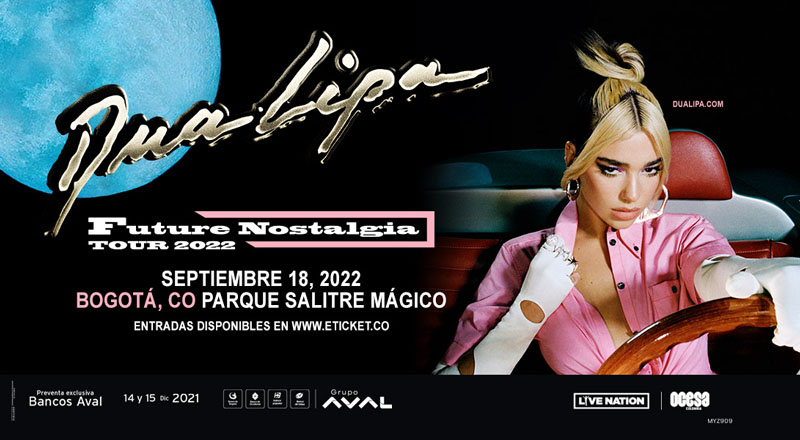 Dua Lipa
DUALIPA.COM
Future Nostalgia
TOUR 2022
SEPTIEMBRE 18, 2022
BOGOTÁ, CO PARQUE SALITRE MÁGICO
ENTRADAS DISPONIBLES EN WWW.ETICKET.CO
Preventa exclusiva
Bancos Aval
14 y 15 Dic 2021
Grupo
AVAL
LIVE NATION
OCESA
COLOMBIA
MYZ909